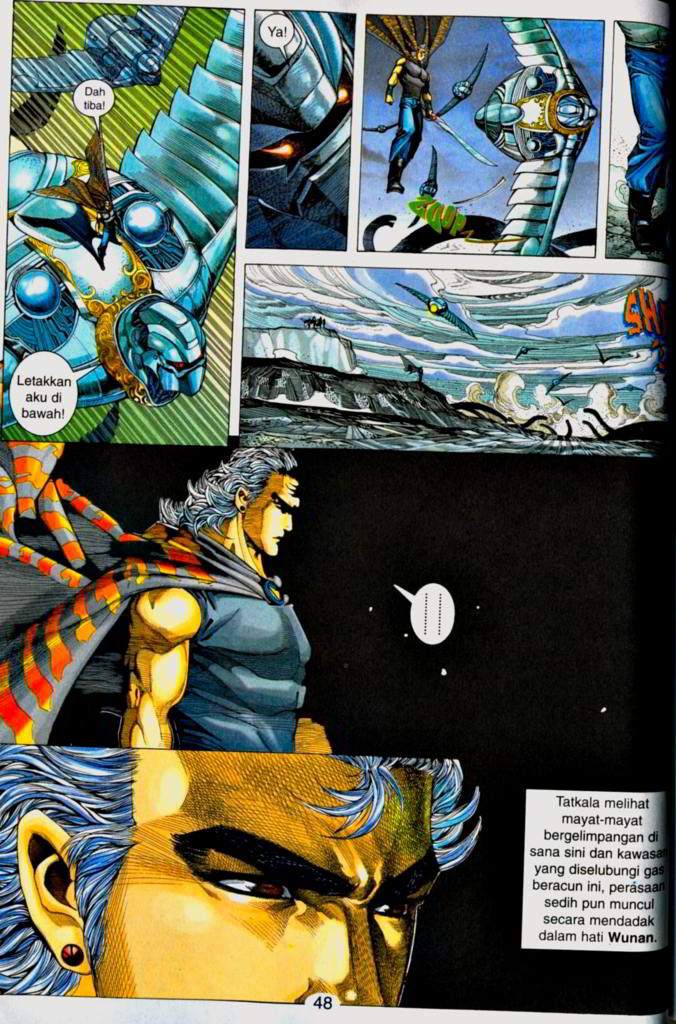 Dah
tiba!
Letakkan
aku di
bawah!
Ya!
ZOUP
Tatkala melihat
mayat-mayat
bergelimpangan di
sana sini dan kawasan
yang diselubungi gas
beracun ini, perasaan
sedih pun muncul
secara mendadak
dalam hati Wunan.
48